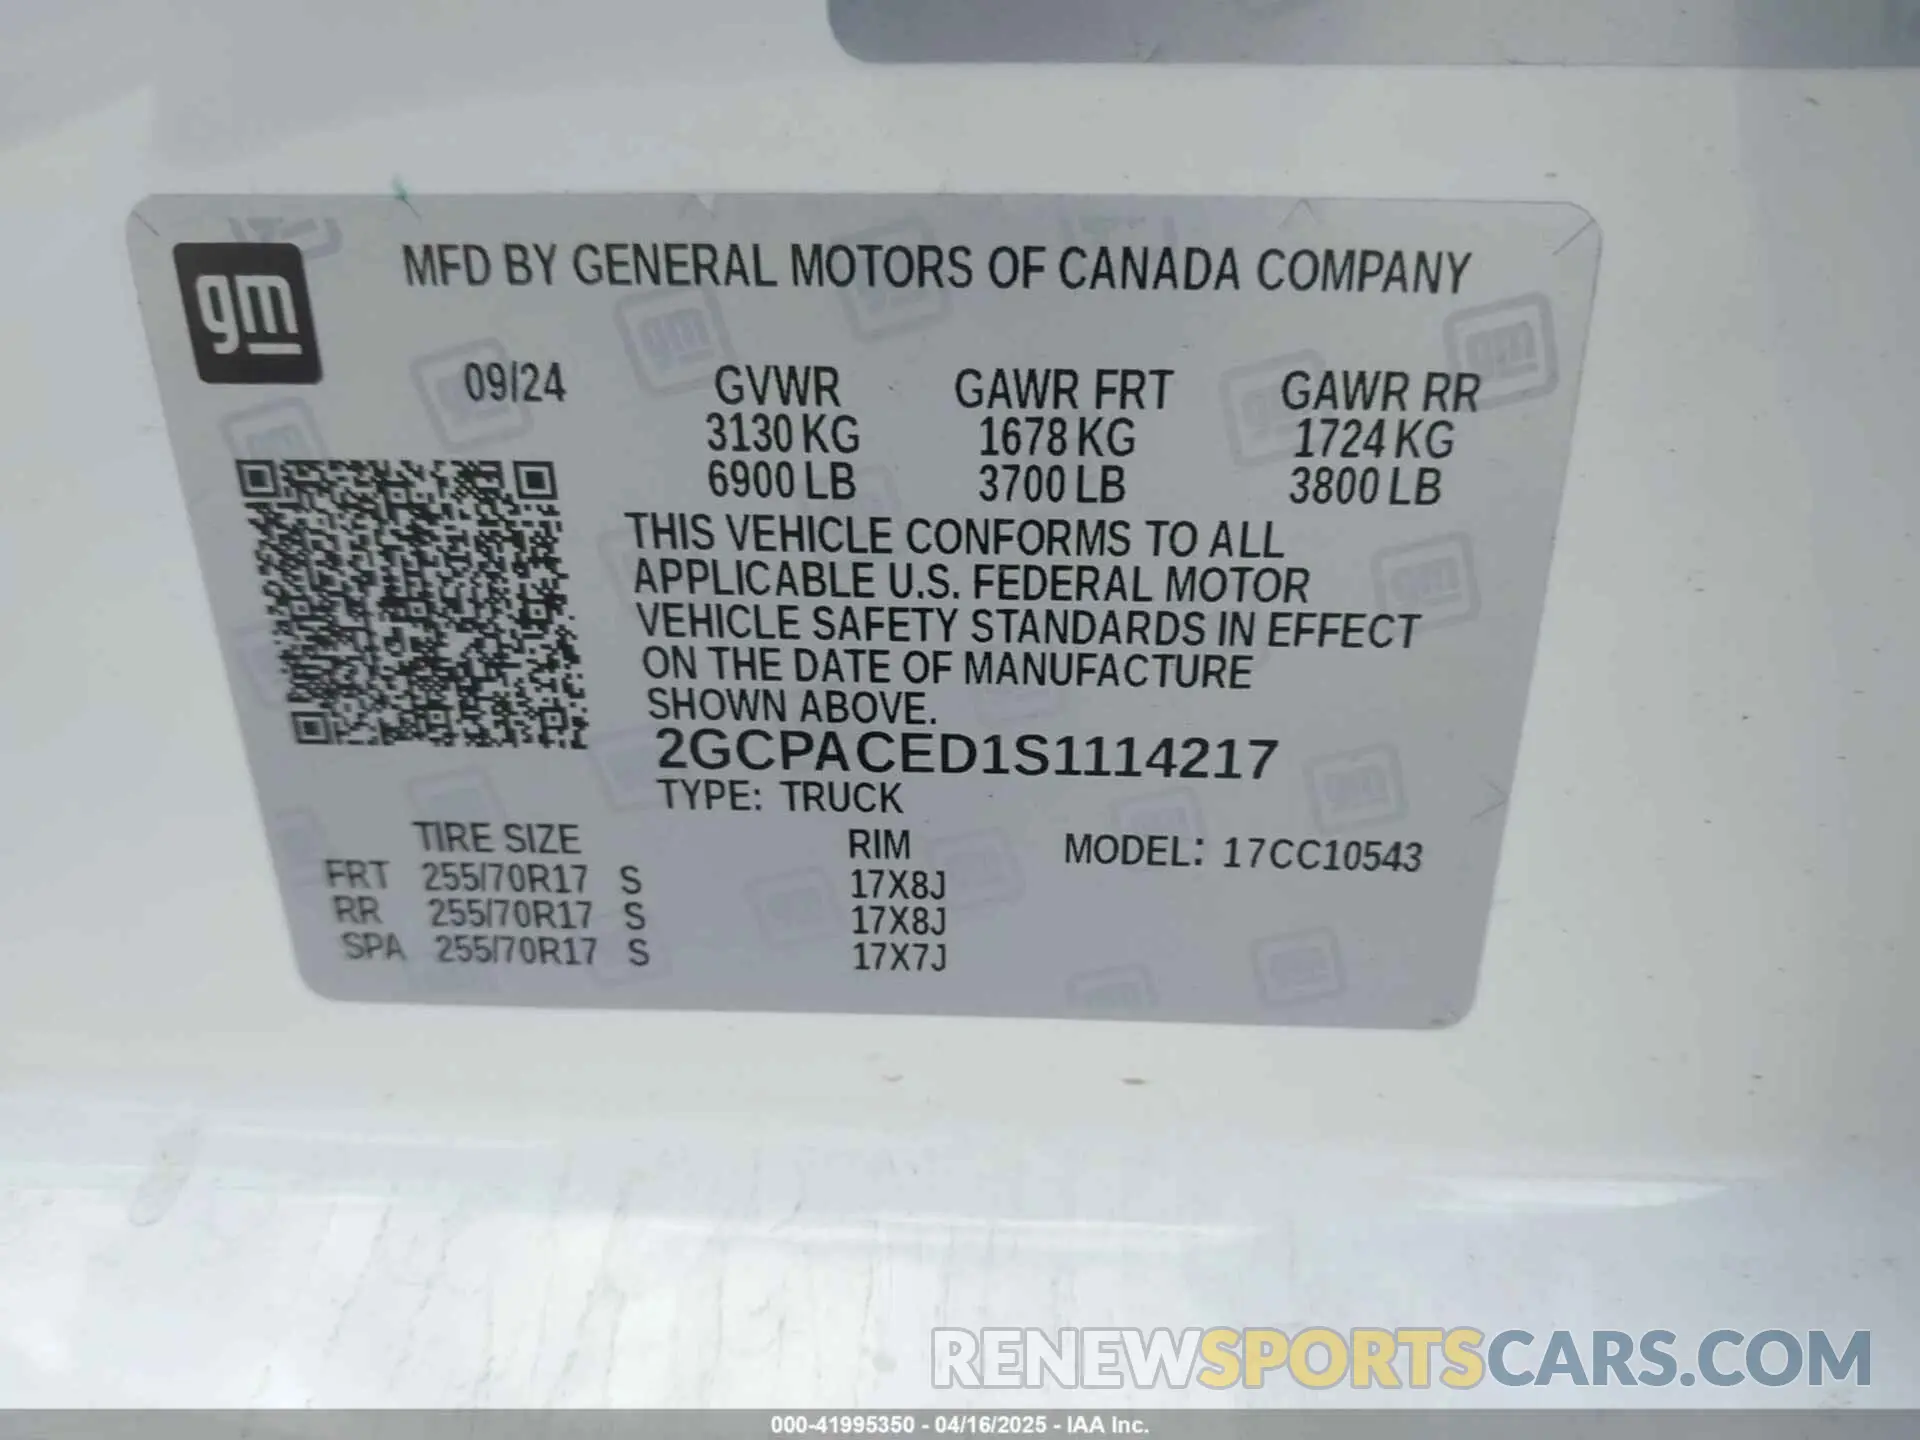 gm
MFD BY GENERAL MOTORS OF CANADA COMPANY
09/24 GVWR GAWR FRT GAWR RR
3130 KG 1678 KG 1724 KG
6900 LB 3700 LB 3800 LB
THIS VEHICLE CONFORMS TO ALL
APPLICABLE U.S. FEDERAL MOTOR
VEHICLE SAFETY STANDARDS IN EFFECT
ON THE DATE OF MANUFACTURE
SHOWN ABOVE.
2GCPACED1S1114217
TYPE: TRUCK
TIRE SIZE RIM MODEL: 17CC10543
FRT 255/70R17 S 17X8J
RR 255/70R17 S 17X8J
SPA 255/70R17 S 17X7J
RENEWSPORTSCARS.COM
000-41995350 - 04/16/2025 - IAA Inc.